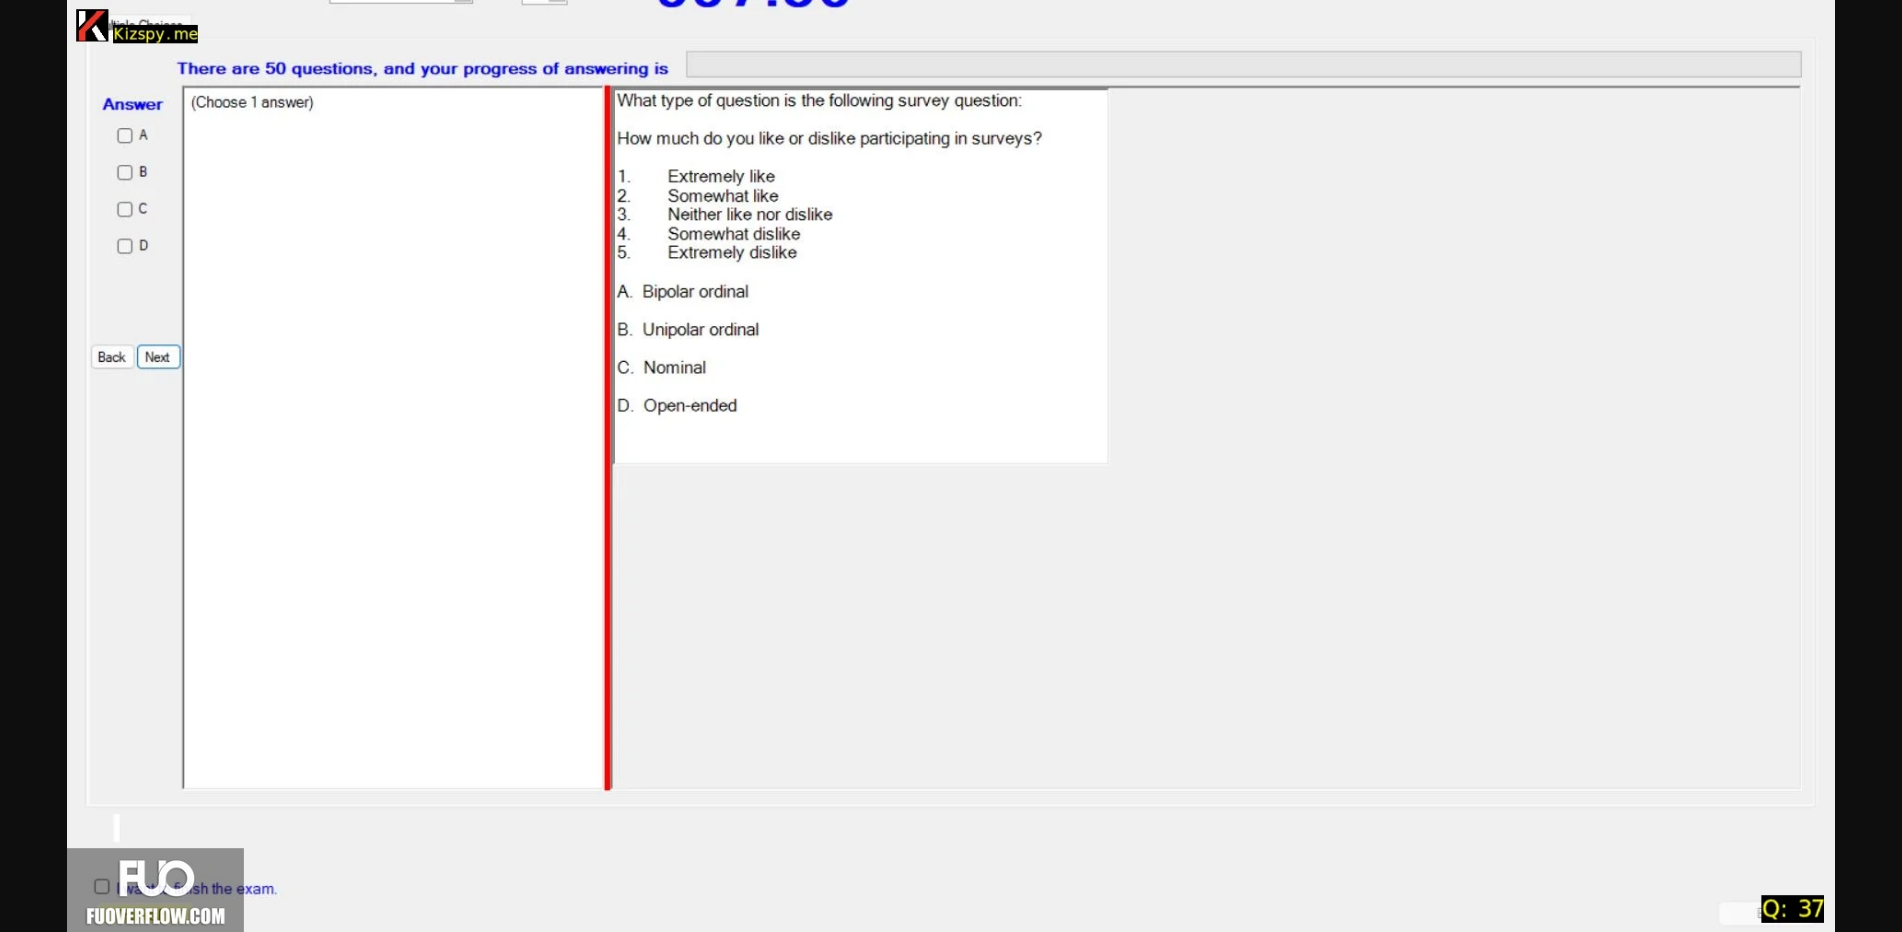 Kizspy.me
There are 50 questions, and your progress of answering is
Answer
(Choose 1 answer)
A
B
C
D
Back
Next
What type of question is the following survey question:
How much do you like or dislike participating in surveys?
1. Extremely like
2. Somewhat like
3. Neither like nor dislike
4. Somewhat dislike
5. Extremely dislike
A. Bipolar ordinal
B. Unipolar ordinal
C. Nominal
D. Open-ended
FUO
the exam.
FUOVERFLOW.COM
Q: 37